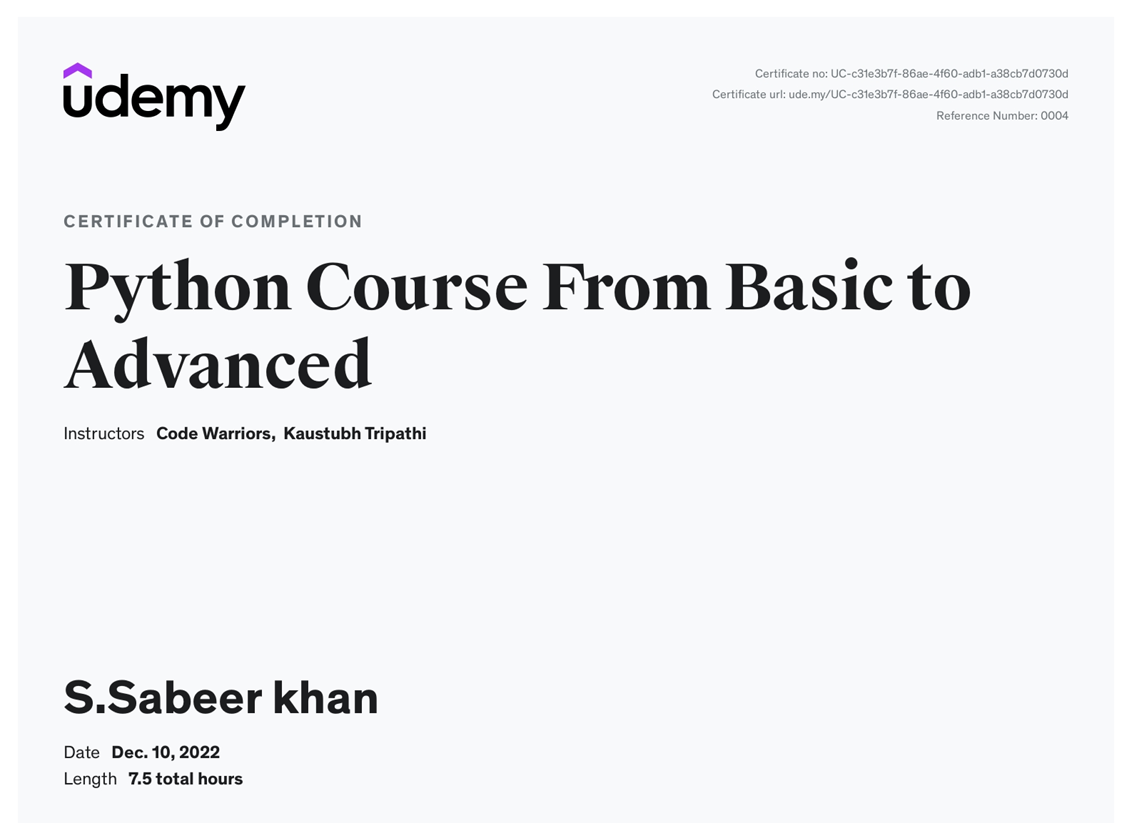 udemy
Certificate no: UC-c31e3b7f-86ae-4f60-adb1-a38cb7d0730d
Certificate url: ude.my/UC-c31e3b7f-86ae-4f60-adb1-a38cb7d0730d
Reference Number: 0004
CERTIFICATE OF COMPLETION
Python Course From Basic to
Advanced
Instructors Code Warriors, Kaustubh Tripathi
S.Sabeer khan
Date Dec. 10, 2022
Length 7.5 total hours